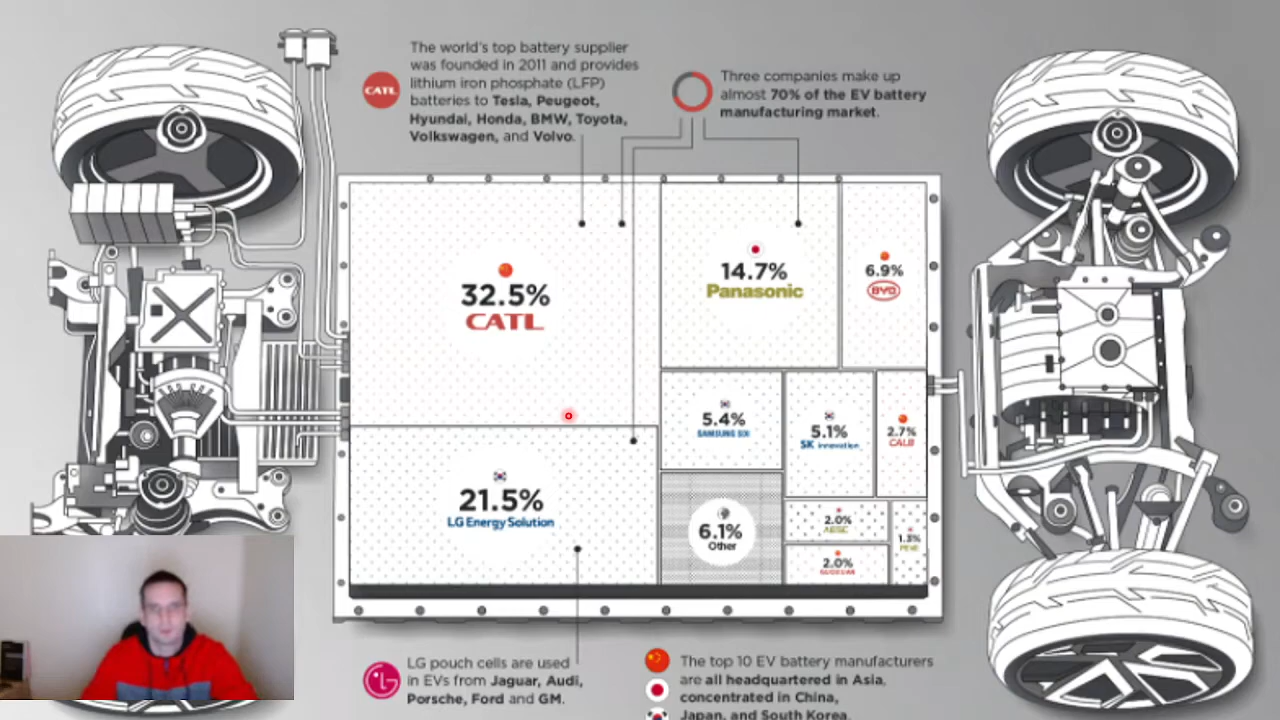 The world's top battery supplier
was founded in 2011 and provides
lithium iron phosphate (LFP)
batteries to Tesla, Peugeot,
Hyundai, Honda, BMW, Toyota,
Volkswagen, and Volvo.
CATL
Three companies make up
almost 70% of the EV battery
manufacturing market.
32.5%
CATL
14.7%
Panasonic
6.9%
BYD
21.5%
LG Energy Solution
5.4%
SAMSUNG SDI
5.1%
SK innovation
2.7%
CALB
6.1%
Other
2.0%
AESC
2.0%
1.3%
PEVE
LG
LG pouch cells are used
in EVs from Jaguar, Audi,
Porsche, Ford and GM.
The top 10 EV battery manufacturers
are all headquartered in Asia,
concentrated in China,
Japan, and South Korea.